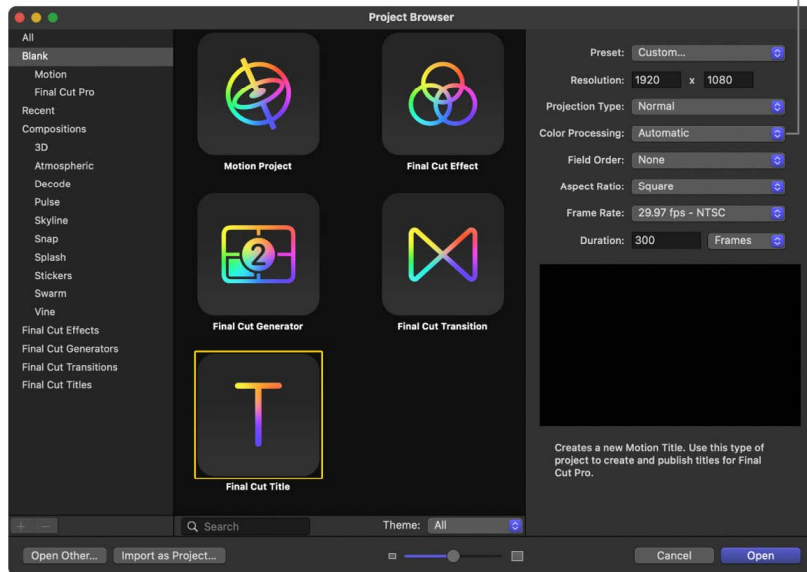 Project Browser
All
Blank
Motion
Final Cut Pro
Recent
Compositions
3D
Atmospheric
Decode
Pulse
Skyline
Snap
Splash
Stickers
Swarm
Vine
Final Cut Effects
Final Cut Generators
Final Cut Transitions
Final Cut Titles
Motion Project
Final Cut Effect
2
Final Cut Generator
Final Cut Transition
T
Final Cut Title
Search
Theme: All
Preset: Custom...
Resolution: 1920 x 1080
Projection Type: Normal
Color Processing: Automatic
Field Order: None
Aspect Ratio: Square
Frame Rate: 29.97 fps - NTSC
Duration: 300 Frames
Creates a new Motion Title. Use this type of
project to create and publish titles for Final
Cut Pro.
Open Other...
Import as Project...
Cancel
Open